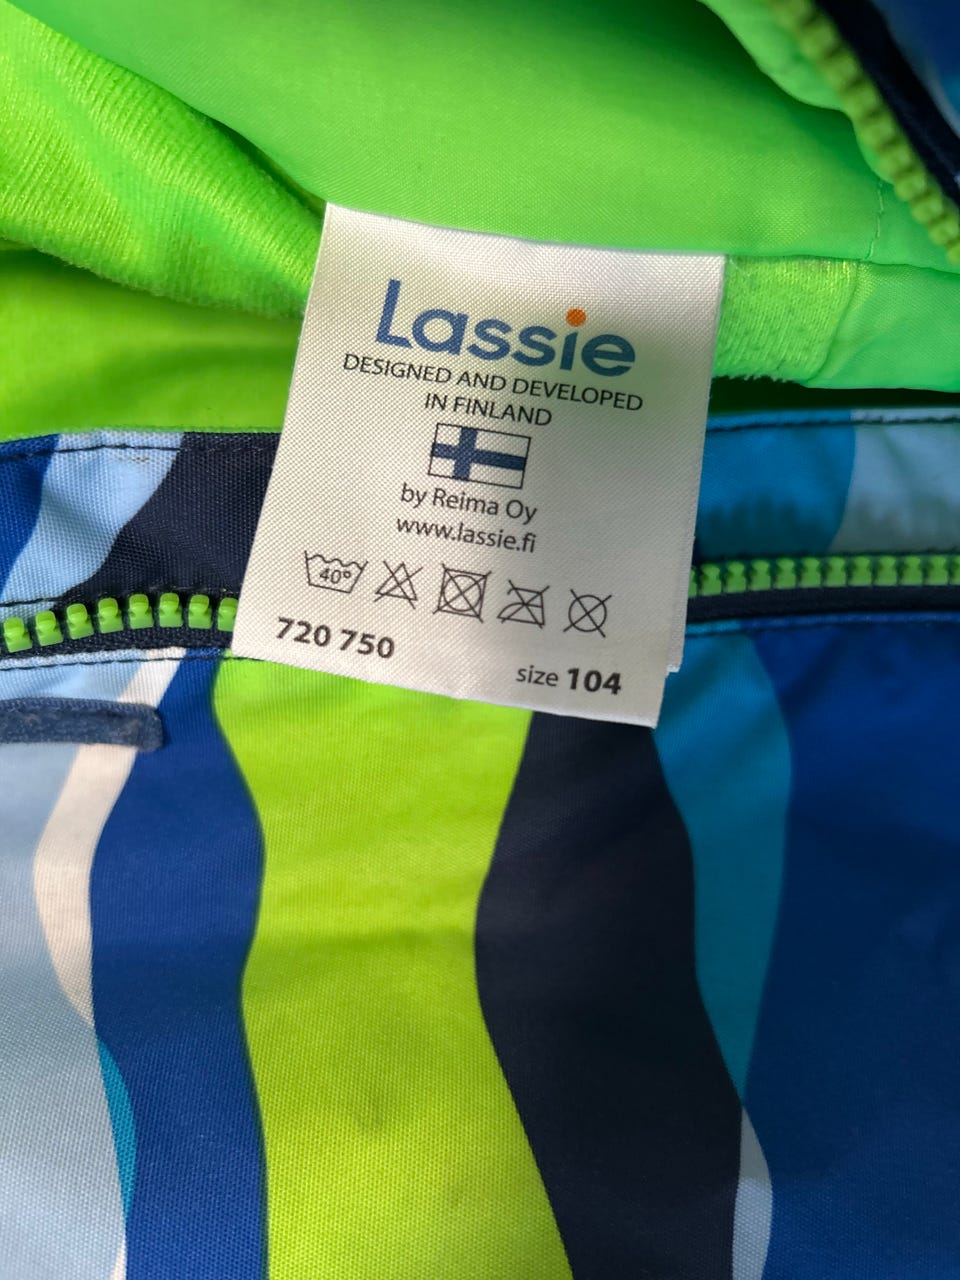 Lassie
DESIGNED AND DEVELOPED
IN FINLAND
by Reima Oy
www.lassie.fi
40°
720 750
size 104